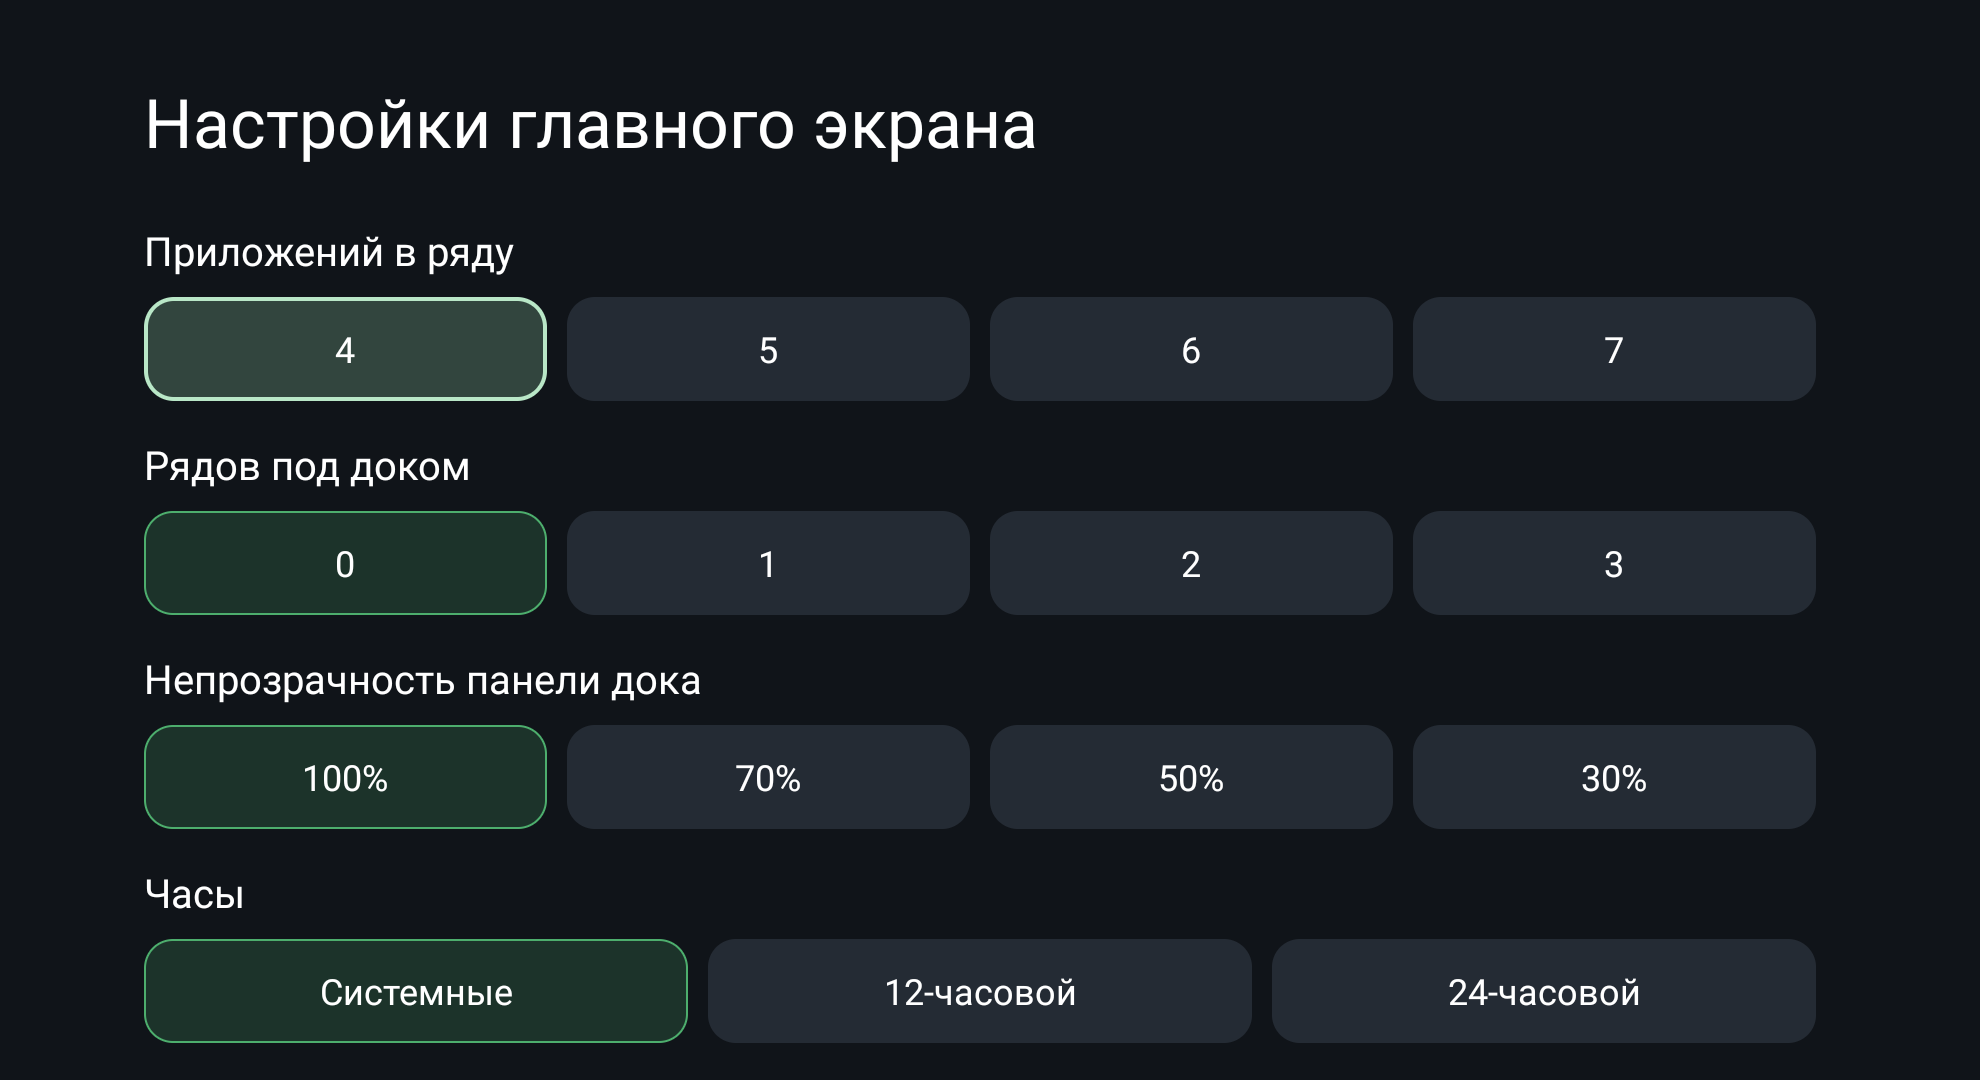 Настройки главного экрана
Приложений в ряду
4 5 6 7
Рядов под доком
0 1 2 3
Непрозрачность панели дока
100% 70% 50% 30%
Часы
Системные 12-часовой 24-часовой